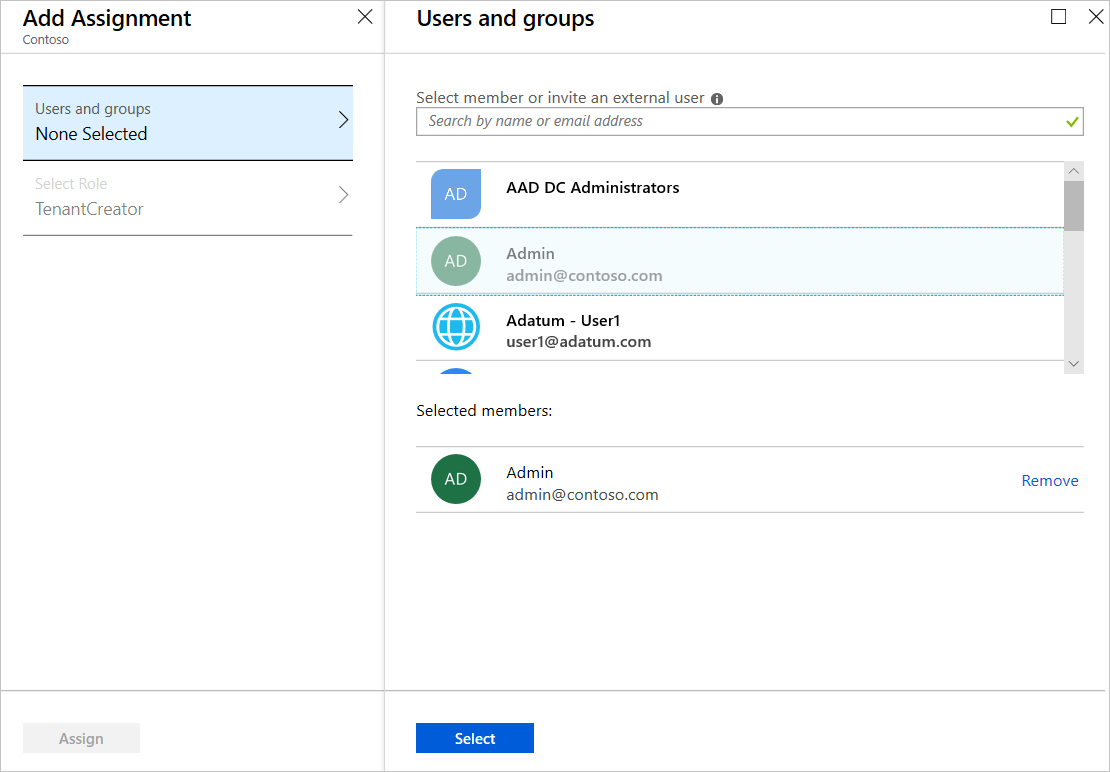 Add Assignment
Contoso
Users and groups
None Selected
Select Role
TenantCreator
Assign
Users and groups
Select member or invite an external user
Search by name or email address
AD
AAD DC Administrators
AD
Admin
admin@contoso.com
Adatum - User1
user1@adatum.com
Selected members:
AD
Admin
admin@contoso.com
Remove
Select